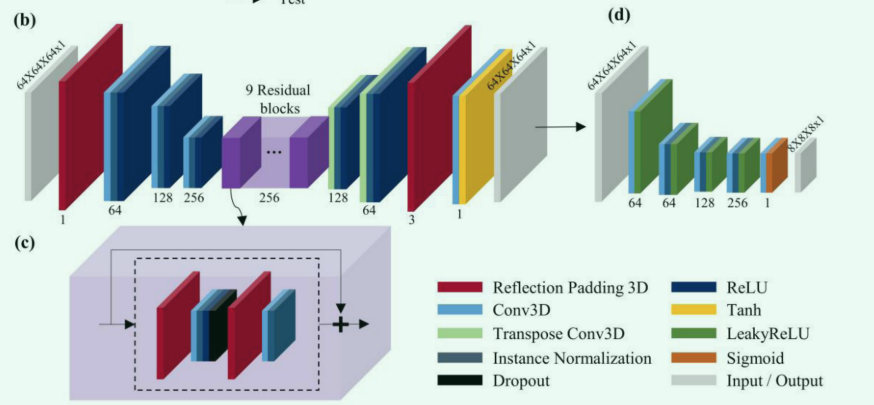 Test
(b)
(d)
64X64X64x1
64X64X64x1
64X64X64x1
9 Residual
blocks
8X8X8x1
1
64
128
256
256
128
64
3
1
64
64
128
256
1
(c)
...
+
Reflection Padding 3D
ReLU
Conv3D
Tanh
Transpose Conv3D
LeakyReLU
Instance Normalization
Sigmoid
Dropout
Input / Output